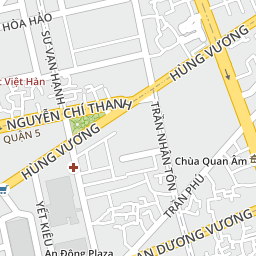 HÒA HẢO
SƯ VẠN HẠNH
Việt Hàn
HÙNG VƯƠNG
NGUYỄN CHÍ THANH
QUẬN 5
HÙNG VƯƠNG
TRẦN NHÂN TÔN
Chùa Quan Âm
TRẦN PHÚ
YẾT KIÊU
An Đông Plaza
AN DƯƠNG VƯƠNG